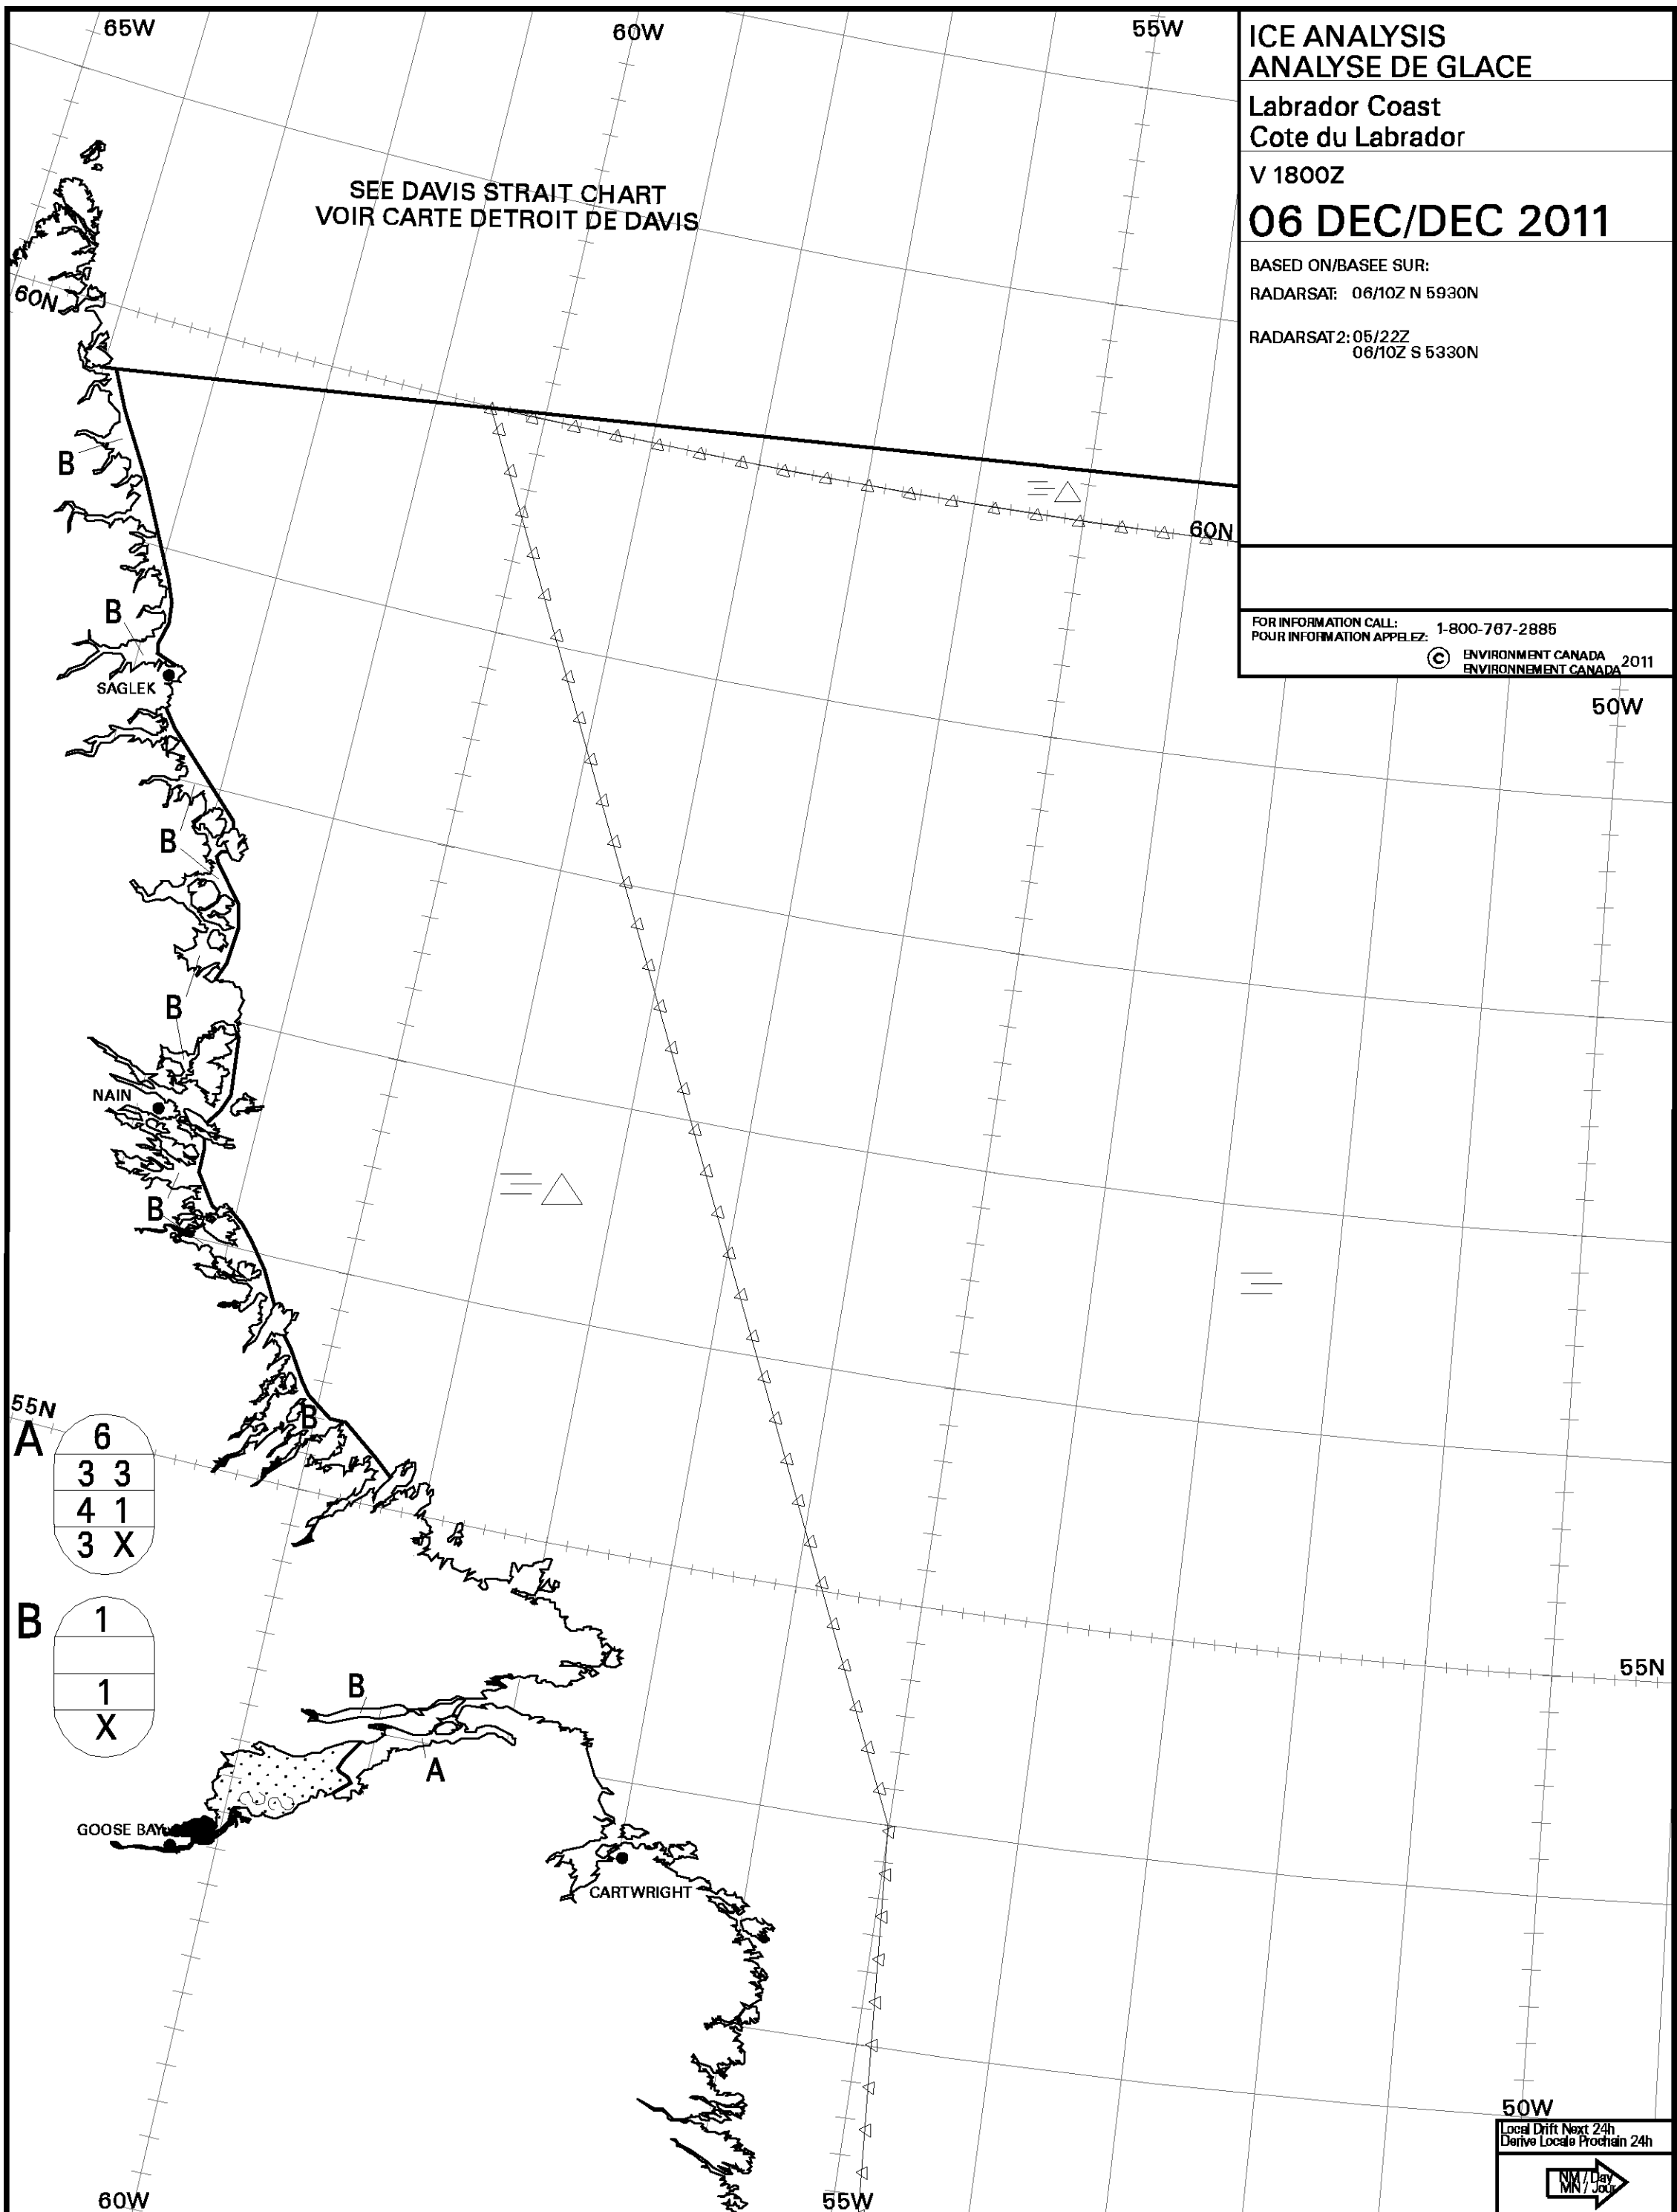 65W
60W
55W
ICE ANALYSIS
ANALYSE DE GLACE
Labrador Coast
Cote du Labrador
V 1800Z
06 DEC/DEC 2011
BASED ON/BASEE SUR:
RADARSAT: 06/10Z N 5930N
RADARSAT2: 05/22Z
06/10Z S 5330N
FOR INFORMATION CALL:
POUR INFORMATION APPELEZ: 1-800-767-2885
© ENVIRONMENT CANADA
ENVIRONNEMENT CANADA 2011
SEE DAVIS STRAIT CHART
VOIR CARTE DETROIT DE DAVIS
60N
B
60N
B
SAGLEK
50W
B
B
NAIN
B
55N
B
A
6
3 3
4 1
3 X
B
1
1
X
55N
B
A
GOOSE BAY
CARTWRIGHT
50W
Local Drift Next 24h
Derive Locale Prochain 24h
NM / Day
MN / Jour
60W
55W